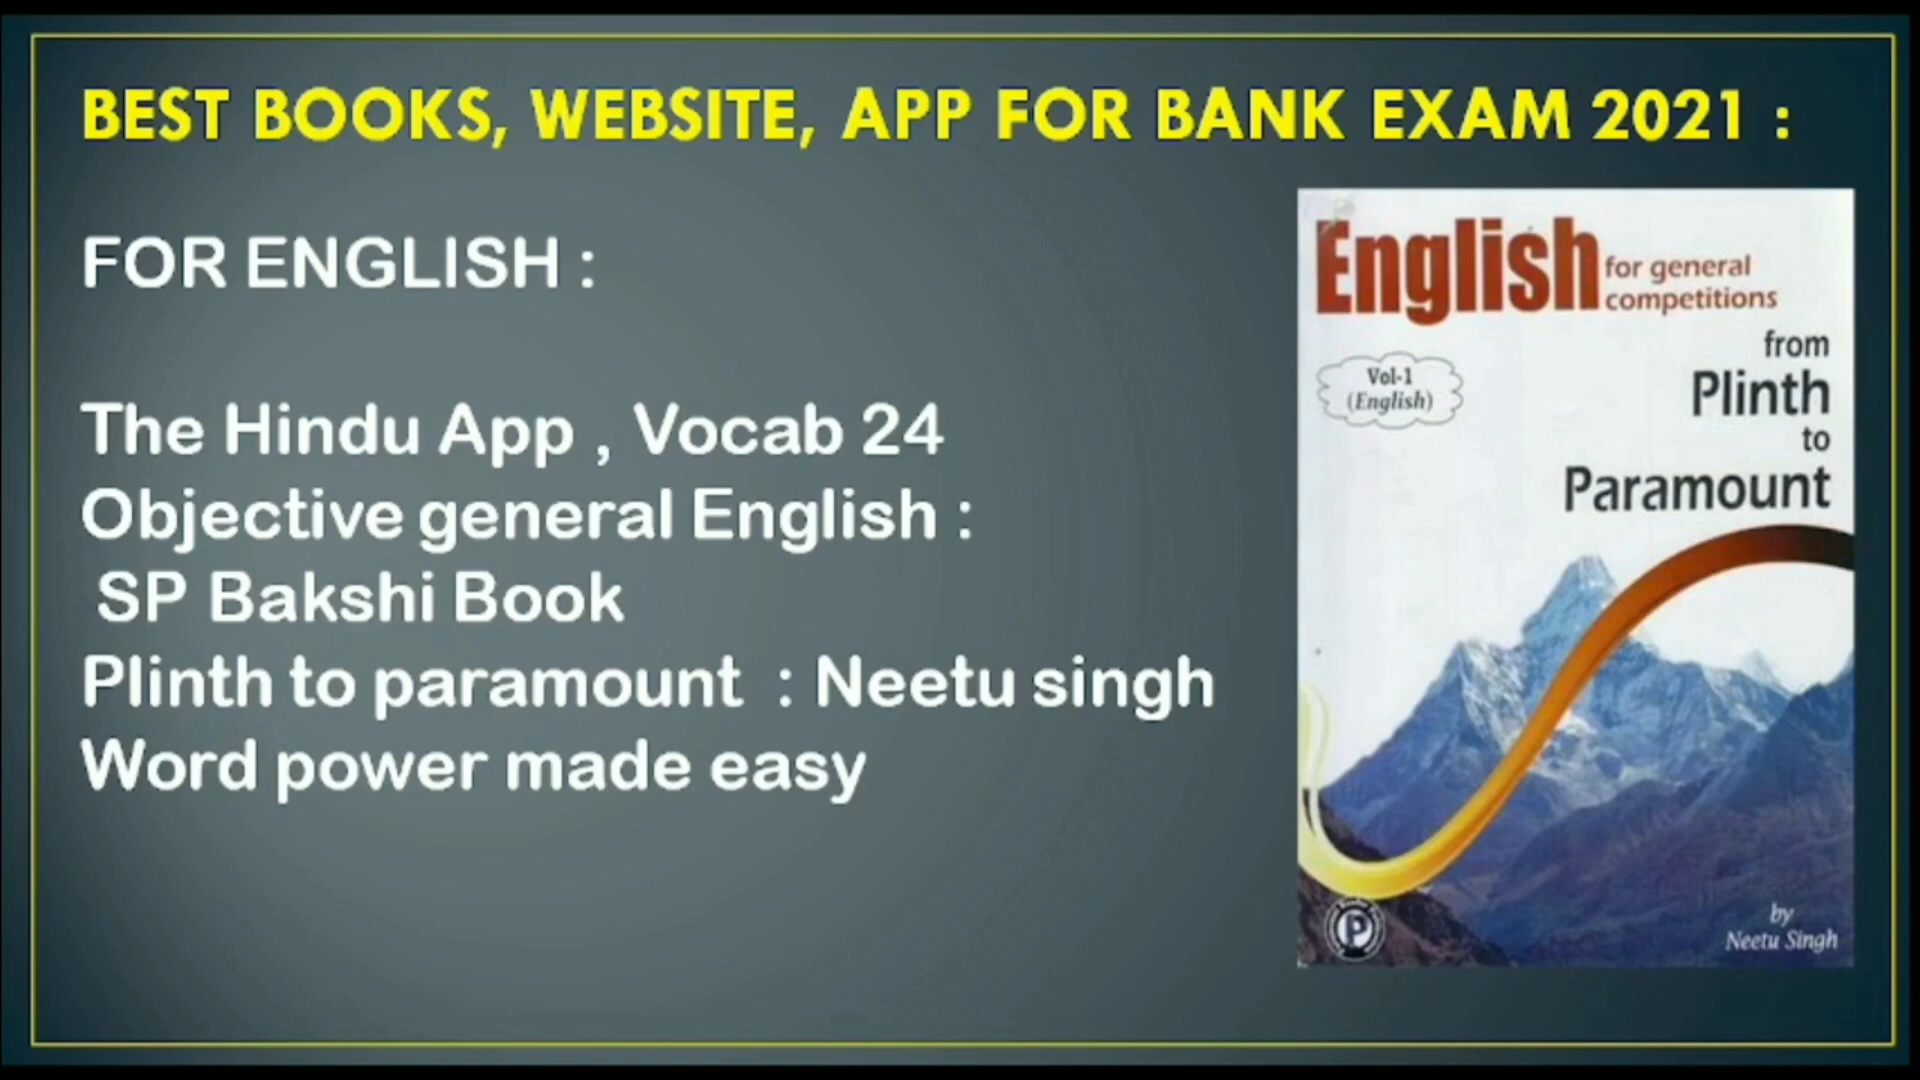 BEST BOOKS, WEBSITE, APP FOR BANK EXAM 2021 :
FOR ENGLISH :
The Hindu App , Vocab 24
Objective general English :
SP Bakshi Book
Plinth to paramount : Neetu singh
Word power made easy
English for general
competitions
from
Plinth
to
Paramount
Vol-1
(English)
P
by
Neetu Singh